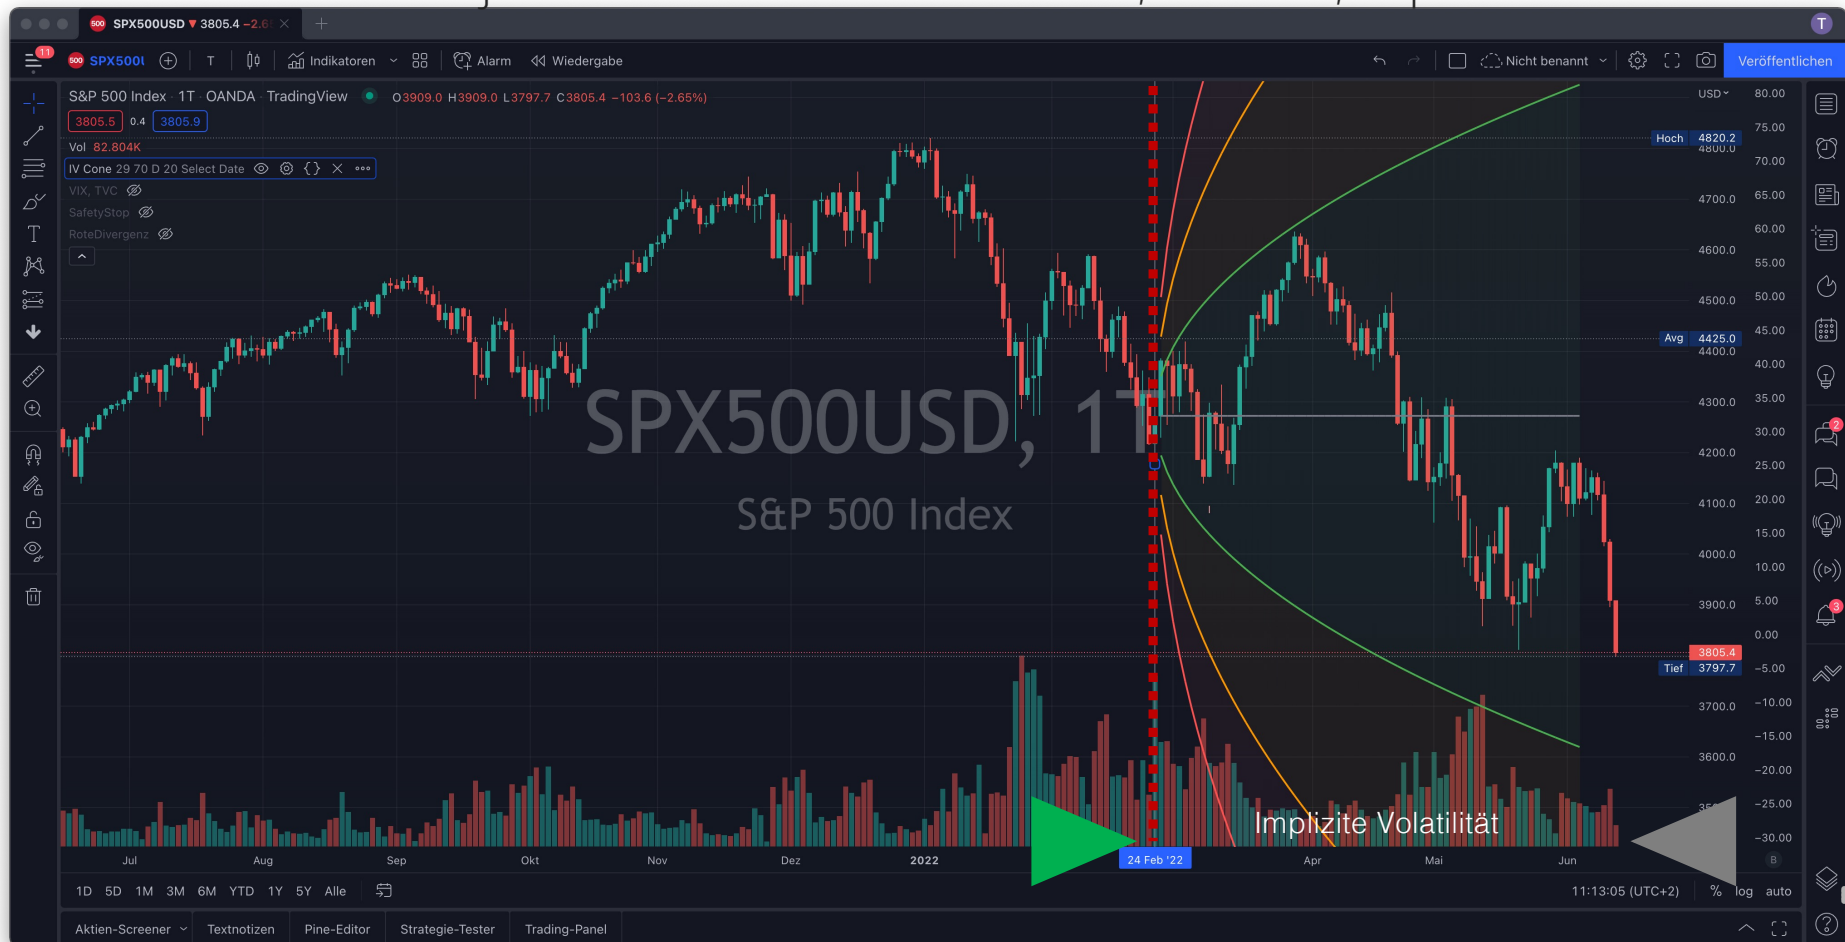 500 SPX500USD ▼ 3805.4 −2.6
T
11
500 SPX500U T Indikatoren Alarm Wiedergabe Nicht benannt Veröffentlichen
S&P 500 Index · 1T · OANDA · TradingView O3909.0 H3909.0 L3797.7 C3805.4 −103.6 (−2.65%)
3805.5 0.4 3805.9
Vol 82.804K
IV Cone 29 70 D 20 Select Date
VIX, TVC
SafetyStop
RoteDivergenz
SPX500USD, 1T
S&P 500 Index
USD
Hoch 4820.2
4800.0
4700.0
4600.0
4500.0
Avg 4425.0
4400.0
4300.0
4200.0
4100.0
4000.0
3900.0
3805.4
Tief 3797.7
3700.0
3600.0
80.00
75.00
70.00
65.00
60.00
55.00
50.00
45.00
40.00
35.00
30.00
25.00
20.00
15.00
10.00
5.00
0.00
−5.00
−10.00
−15.00
−20.00
−25.00
−30.00
2
3
Implizite Volatilität
Jul Aug Sep Okt Nov Dez 2022 24 Feb '22 Apr Mai Jun
B
1D 5D 1M 3M 6M YTD 1Y 5Y Alle 11:13:05 (UTC+2) % log auto
Aktien-Screener Textnotizen Pine-Editor Strategie-Tester Trading-Panel